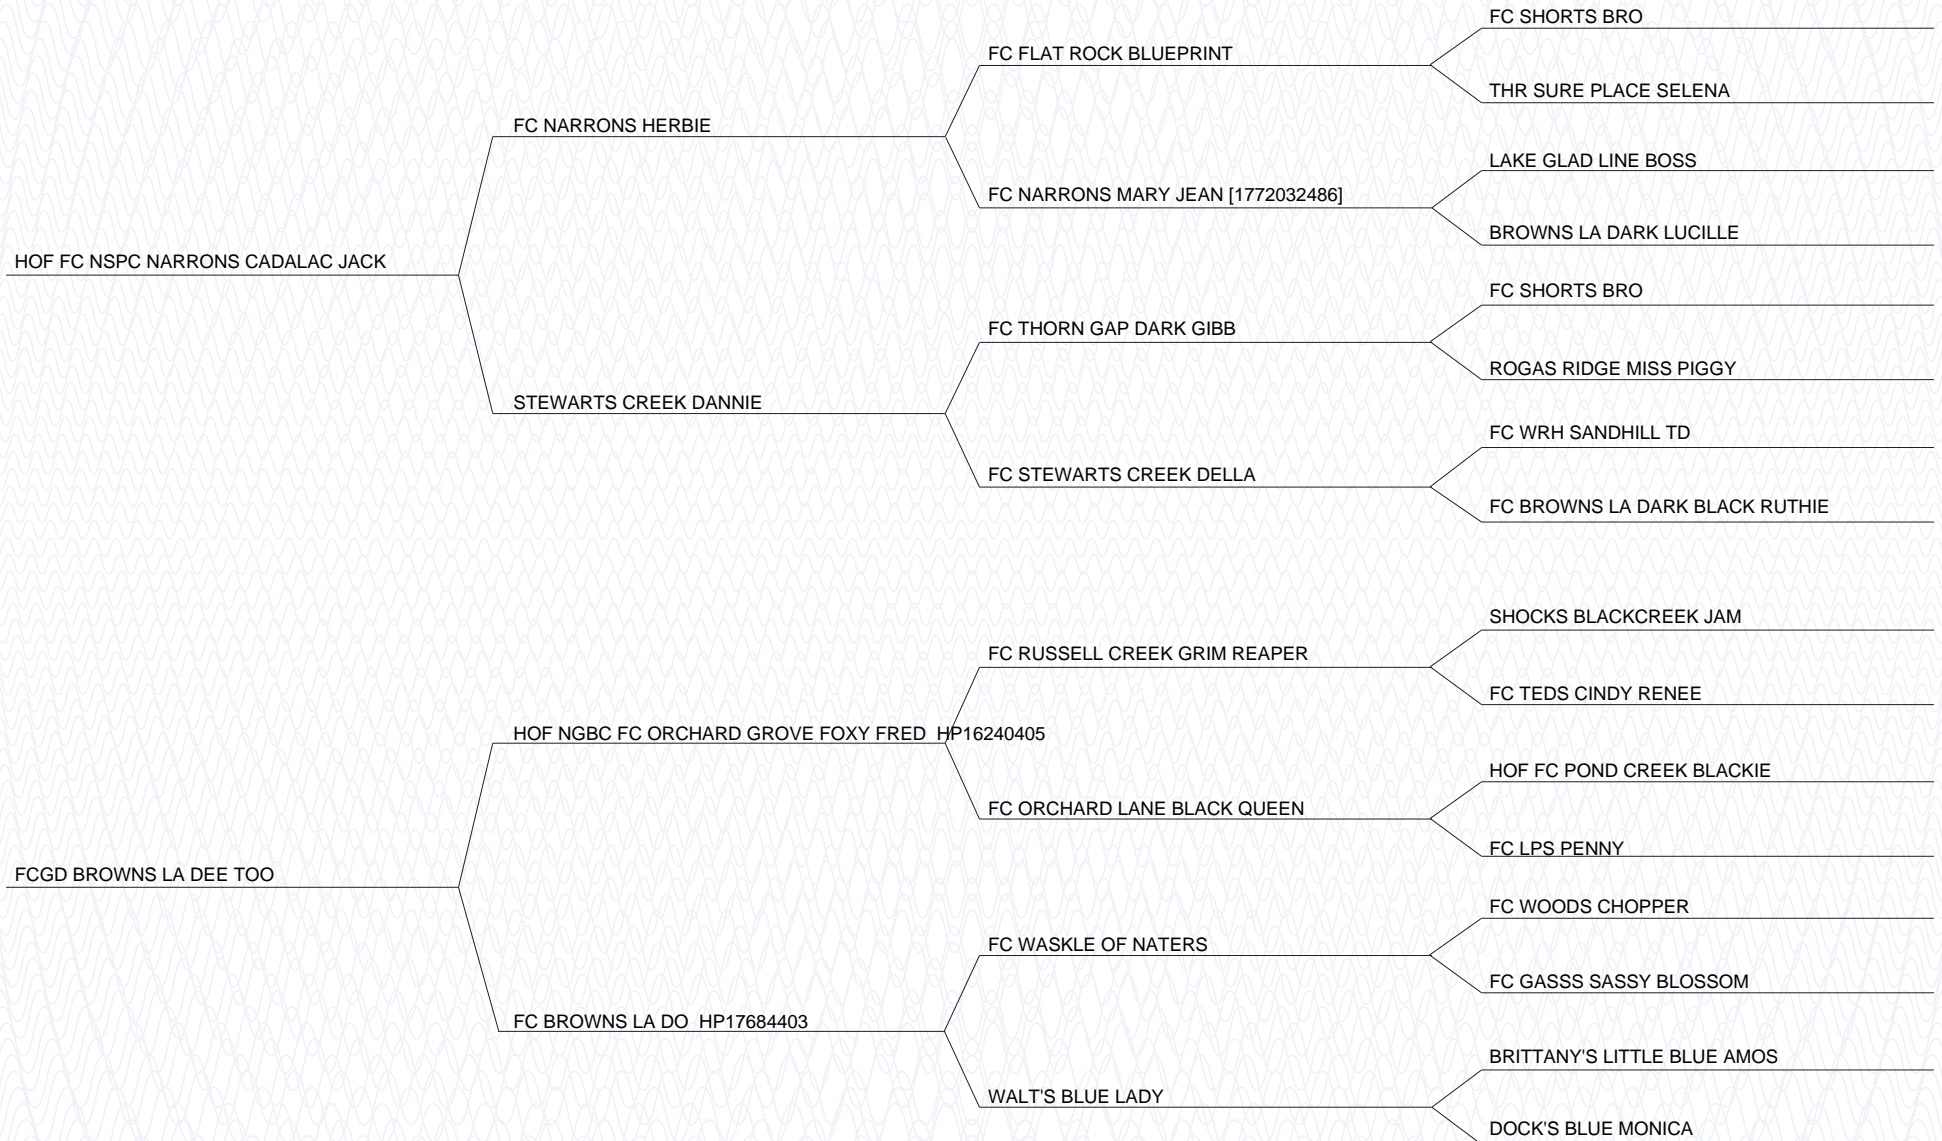 FC SHORTS BRO
FC FLAT ROCK BLUEPRINT
THR SURE PLACE SELENA
FC NARRONS HERBIE
LAKE GLAD LINE BOSS
FC NARRONS MARY JEAN [1772032486]
BROWNS LA DARK LUCILLE
HOF FC NSPC NARRONS CADALAC JACK
FC SHORTS BRO
FC THORN GAP DARK GIBB
ROGAS RIDGE MISS PIGGY
STEWARTS CREEK DANNIE
FC WRH SANDHILL TD
FC STEWARTS CREEK DELLA
FC BROWNS LA DARK BLACK RUTHIE
SHOCKS BLACKCREEK JAM
FC RUSSELL CREEK GRIM REAPER
FC TEDS CINDY RENEE
HOF NGBC FC ORCHARD GROVE FOXY FRED HP16240405
HOF FC POND CREEK BLACKIE
FC ORCHARD LANE BLACK QUEEN
FC LPS PENNY
FCGD BROWNS LA DEE TOO
FC WOODS CHOPPER
FC WASKLE OF NATERS
FC GASSS SASSY BLOSSOM
FC BROWNS LA DO HP17684403
BRITTANY'S LITTLE BLUE AMOS
WALT'S BLUE LADY
DOCK'S BLUE MONICA